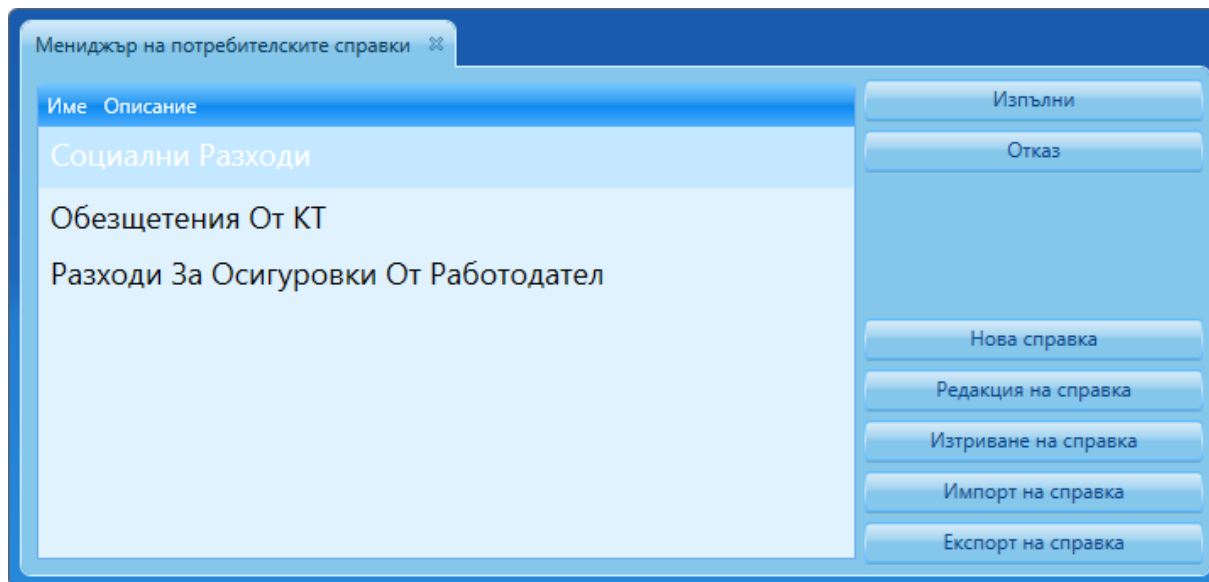 Мениджър на потребителските справки
Име Описание
Социални Разходи
Обезщетения От КТ
Разходи За Осигуровки От Работодател
Изпълни
Отказ
Нова справка
Редакция на справка
Изтриване на справка
Импорт на справка
Експорт на справка